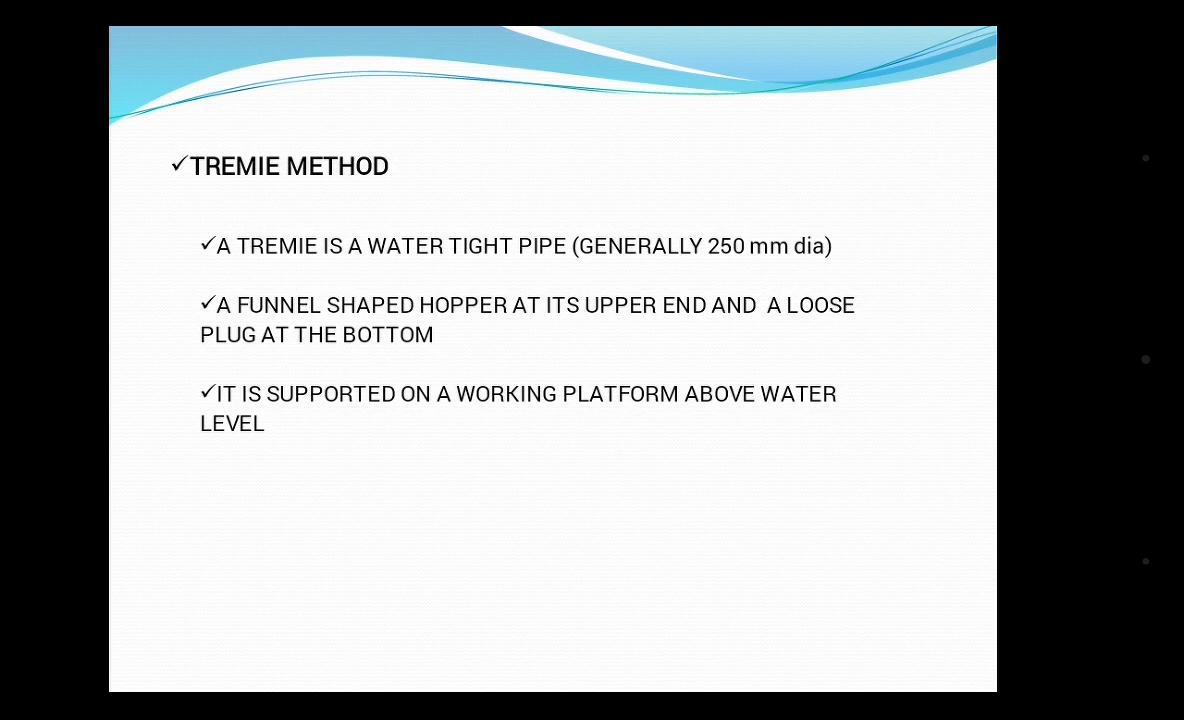 ✓TREMIE METHOD
✓A TREMIE IS A WATER TIGHT PIPE (GENERALLY 250 mm dia)
✓A FUNNEL SHAPED HOPPER AT ITS UPPER END AND  A LOOSE
PLUG AT THE BOTTOM
✓IT IS SUPPORTED ON A WORKING PLATFORM ABOVE WATER
LEVEL